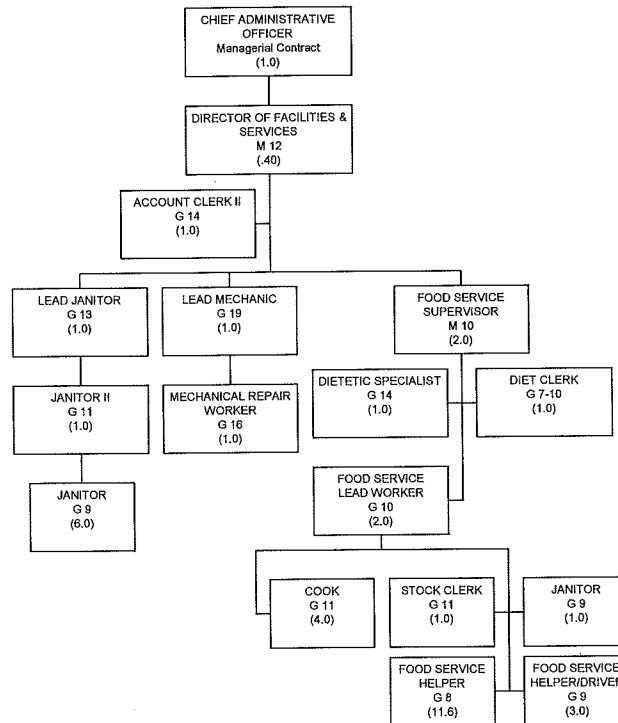 CHIEF ADMINISTRATIVE
OFFICER
Managerial Contract
(1.0)
DIRECTOR OF FACILITIES &
SERVICES
M 12
(.40)
ACCOUNT CLERK II
G 14
(1.0)
LEAD JANITOR
G 13
(1.0)
LEAD MECHANIC
G 19
(1.0)
FOOD SERVICE
SUPERVISOR
M 10
(2.0)
JANITOR II
G 11
(1.0)
MECHANICAL REPAIR
WORKER
G 16
(1.0)
DIETETIC SPECIALIST
G 14
(1.0)
DIET CLERK
G 7-10
(1.0)
JANITOR
G 9
(6.0)
FOOD SERVICE
LEAD WORKER
G 10
(2.0)
COOK
G 11
(4.0)
STOCK CLERK
G 11
(1.0)
JANITOR
G 9
(1.0)
FOOD SERVICE
HELPER
G 8
(11.6)
FOOD SERVICE
HELPER/DRIVER
G 9
(3.0)